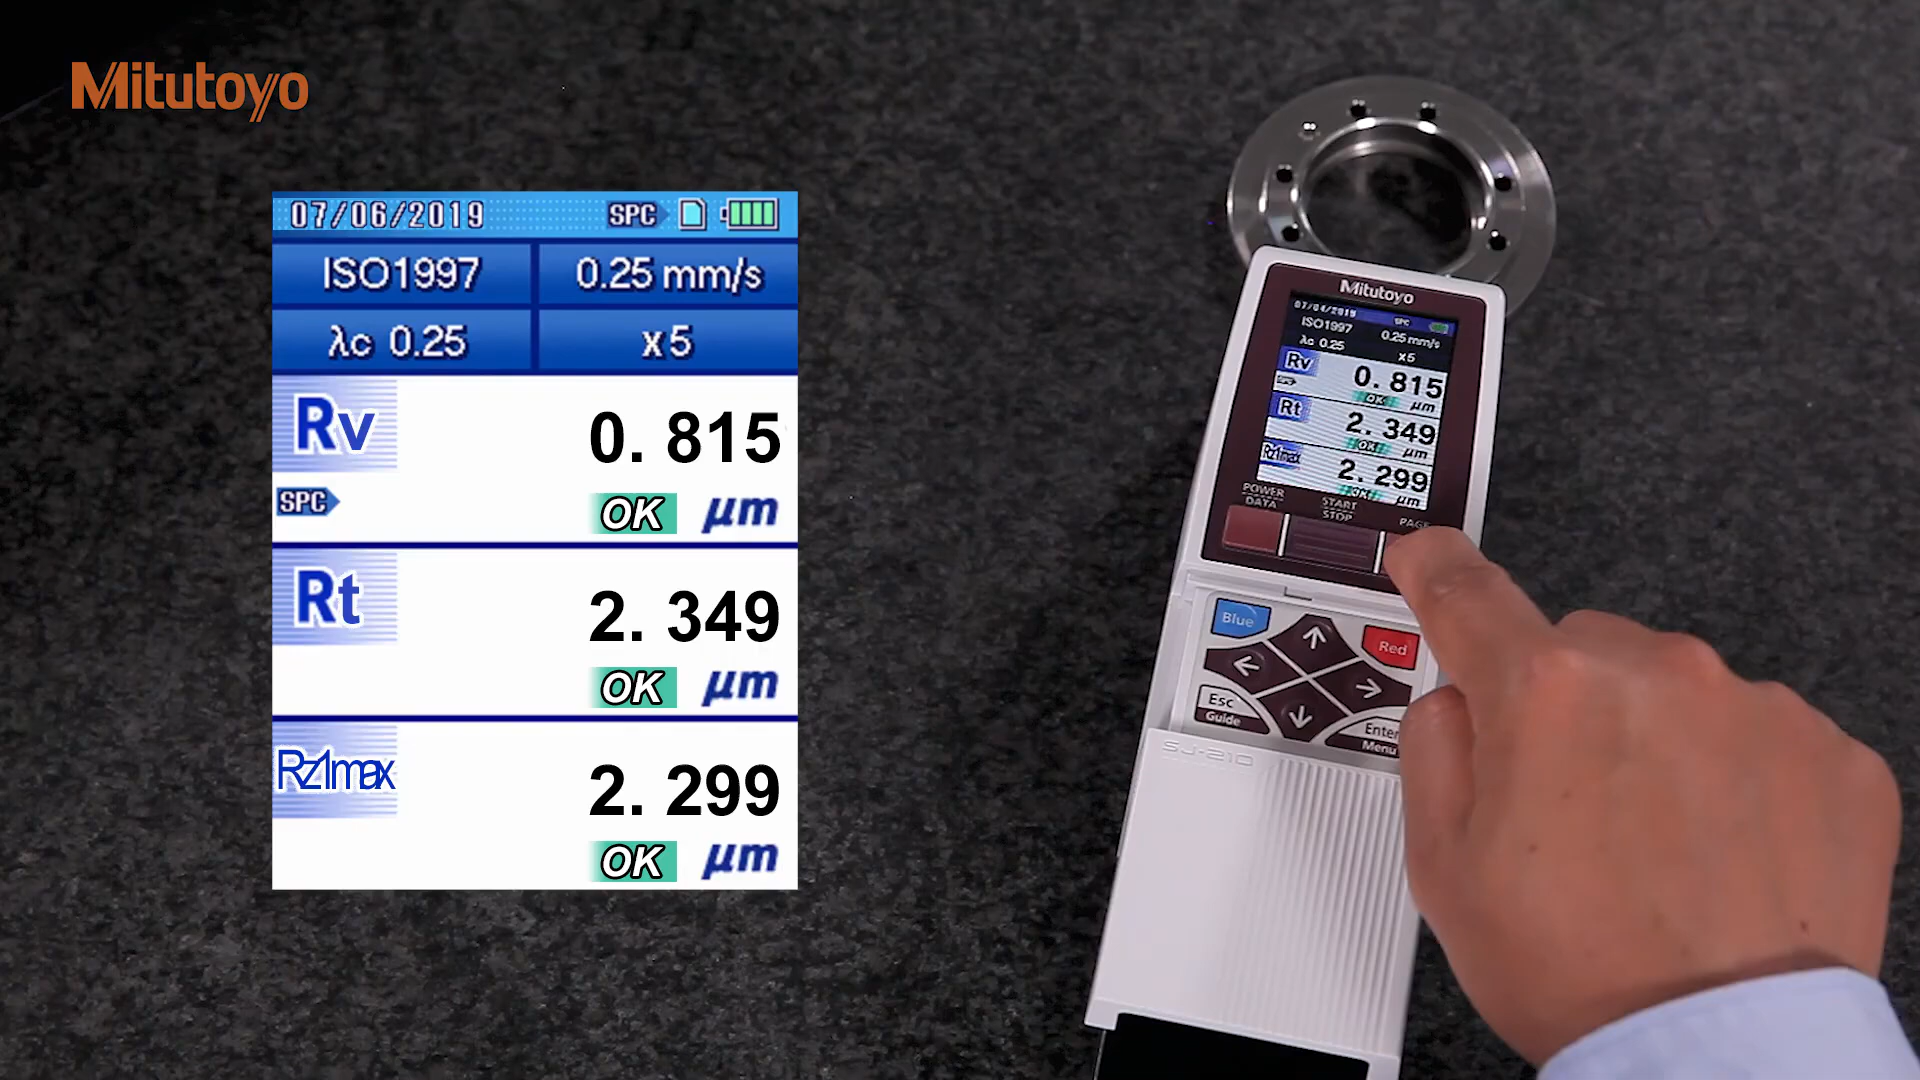 Mitutoyo
07/06/2019 SPC
ISO1997 0.25 mm/s
λc 0.25 x5
Rv 0. 815
SPC OK µm
Rt 2. 349
OK µm
Rz1max 2. 299
OK µm
Mitutoyo
07/04/2019 SPC
ISO1997 0.25 mm/s
λc 0.25 x5
Rv 0. 815
OK µm
Rt 2. 349
OK µm
Rz1max 2. 299
OK µm
POWER
DATA
START
STOP
PAGE
Blue
Red
Esc
Guide
Enter
Menu
SJ-210